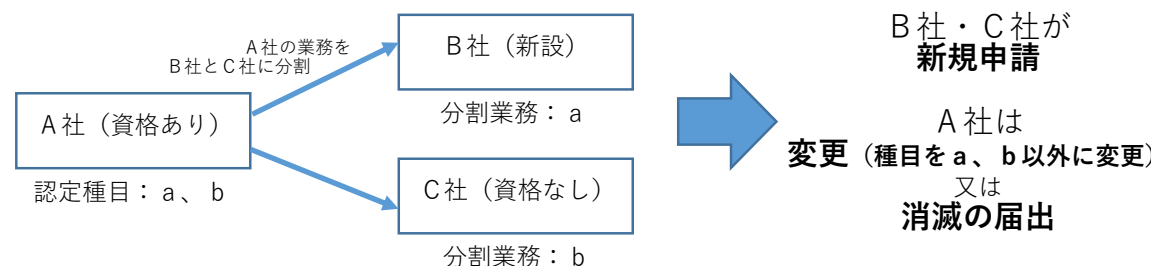 A社の業務を
B社とC社に分割
A社（資格あり）
認定種目：a、b
B社（新設）
分割業務：a
C社（資格なし）
分割業務：b
B社・C社が
新規申請
A社は
変更（種目をa、b以外に変更）
又は
消滅の届出